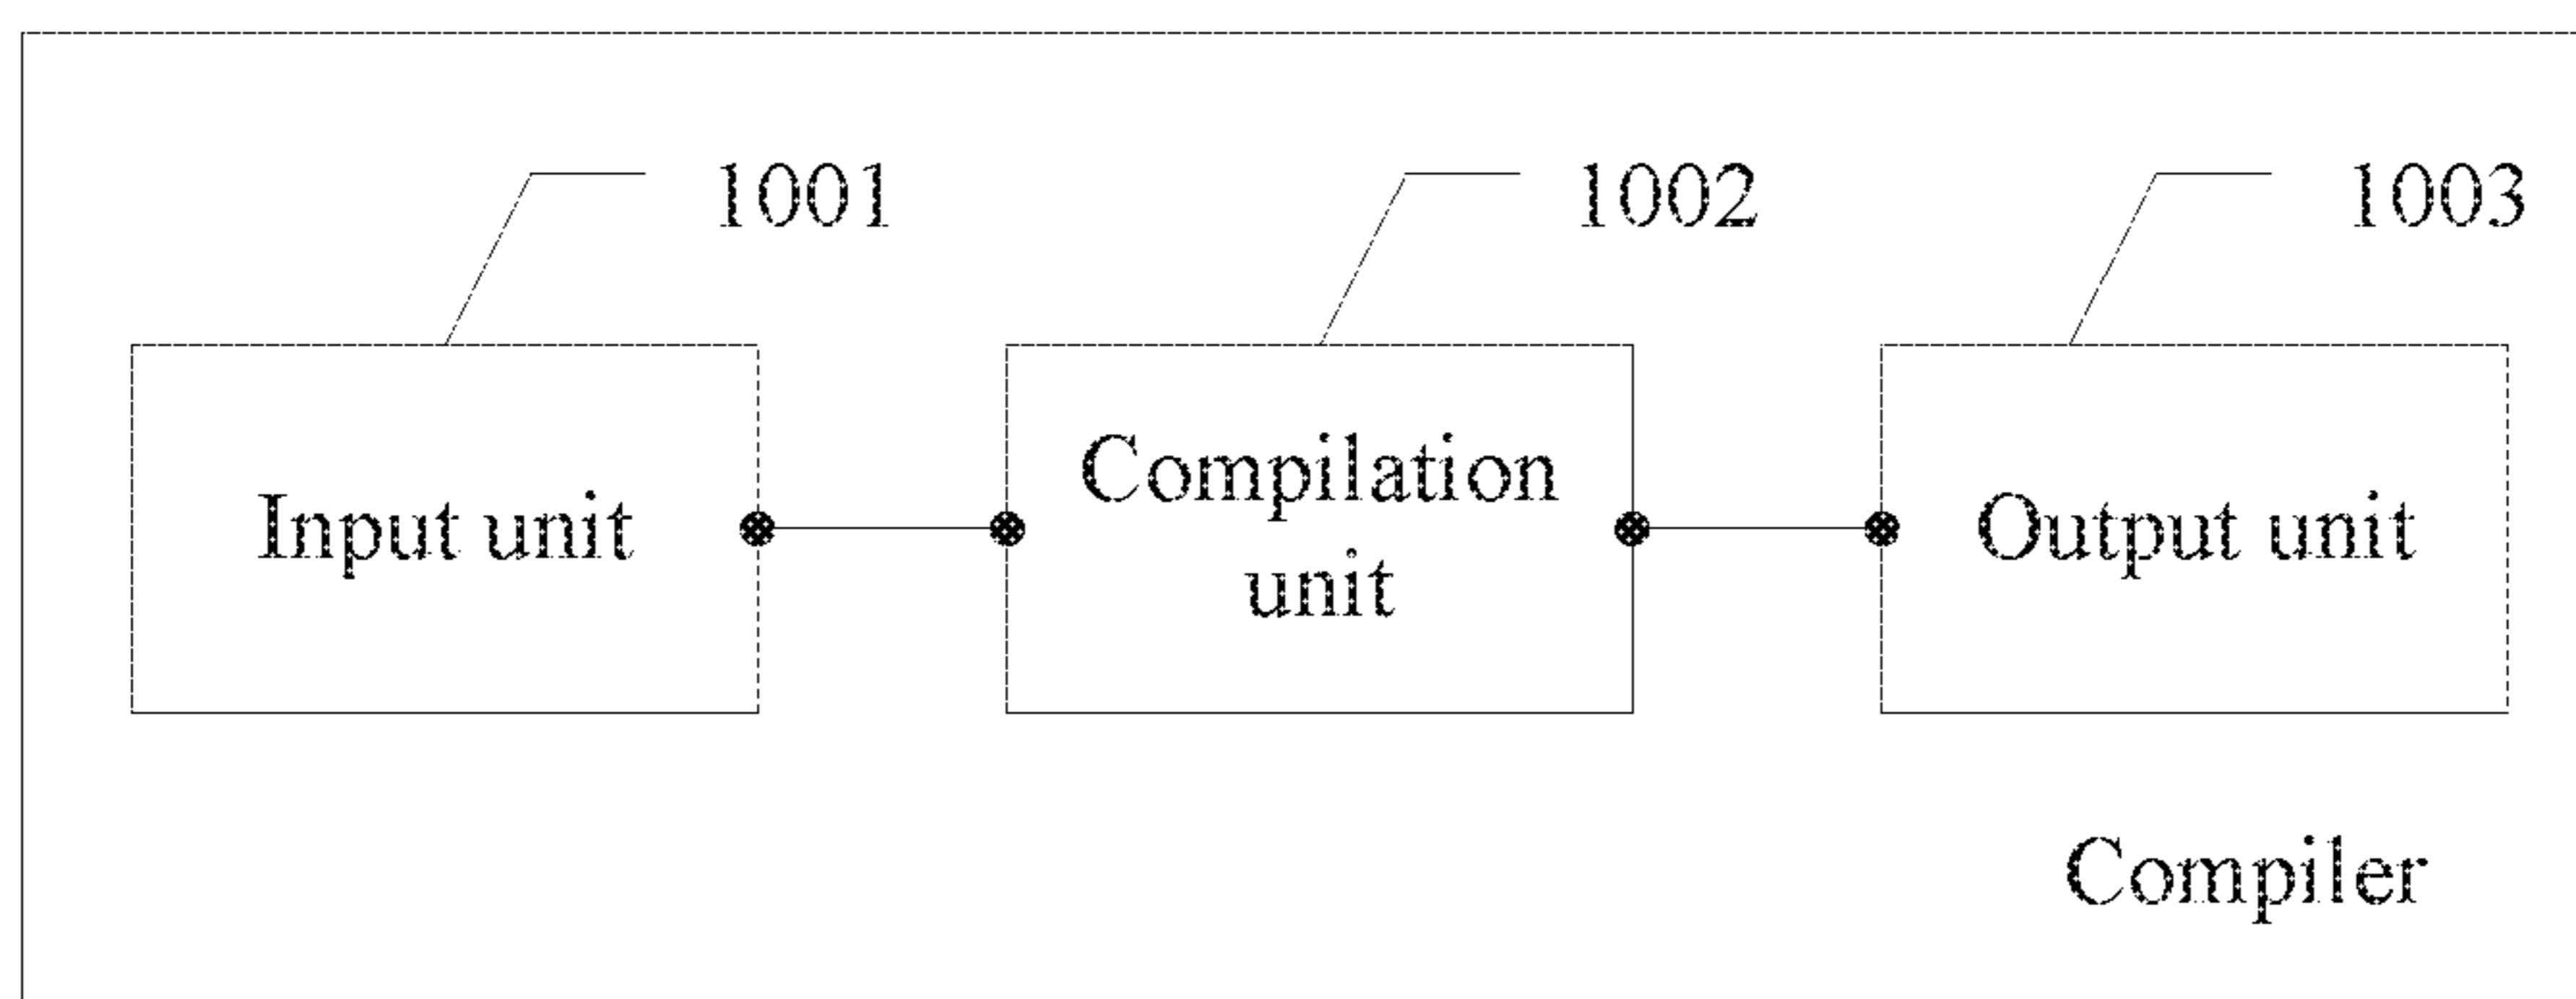 1001
1002
1003
Input unit
Compilation
unit
Output unit
Compiler